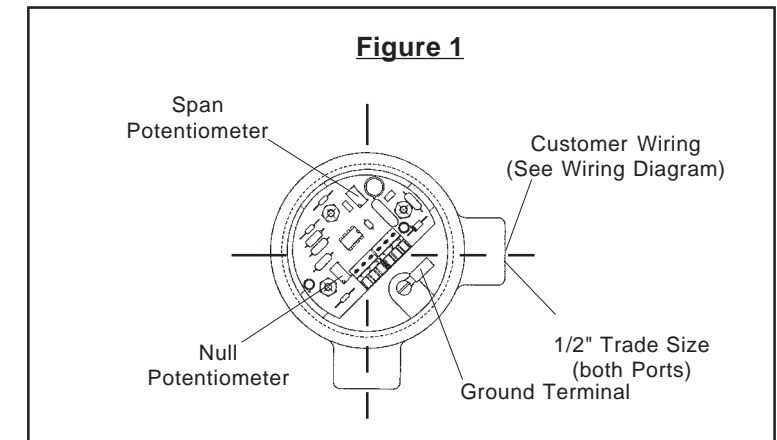 Figure 1
Span
Potentiometer
Customer Wiring
(See Wiring Diagram)
Null
Potentiometer
1/2" Trade Size
(both Ports)
Ground Terminal